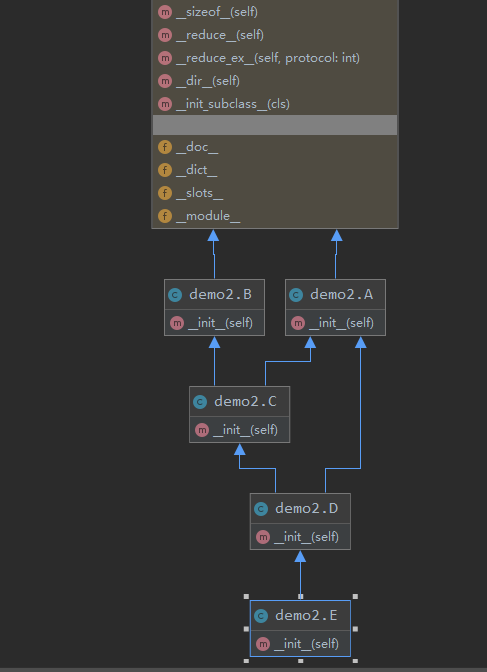 m __sizeof__(self)
m __reduce__(self)
m __reduce_ex__(self, protocol: int)
m __dir__(self)
m __init_subclass__(cls)
f __doc__
f __dict__
f __slots__
f __module__
C demo2.B
m __init__(self)
C demo2.A
m __init__(self)
C demo2.C
m __init__(self)
C demo2.D
m __init__(self)
C demo2.E
m __init__(self)